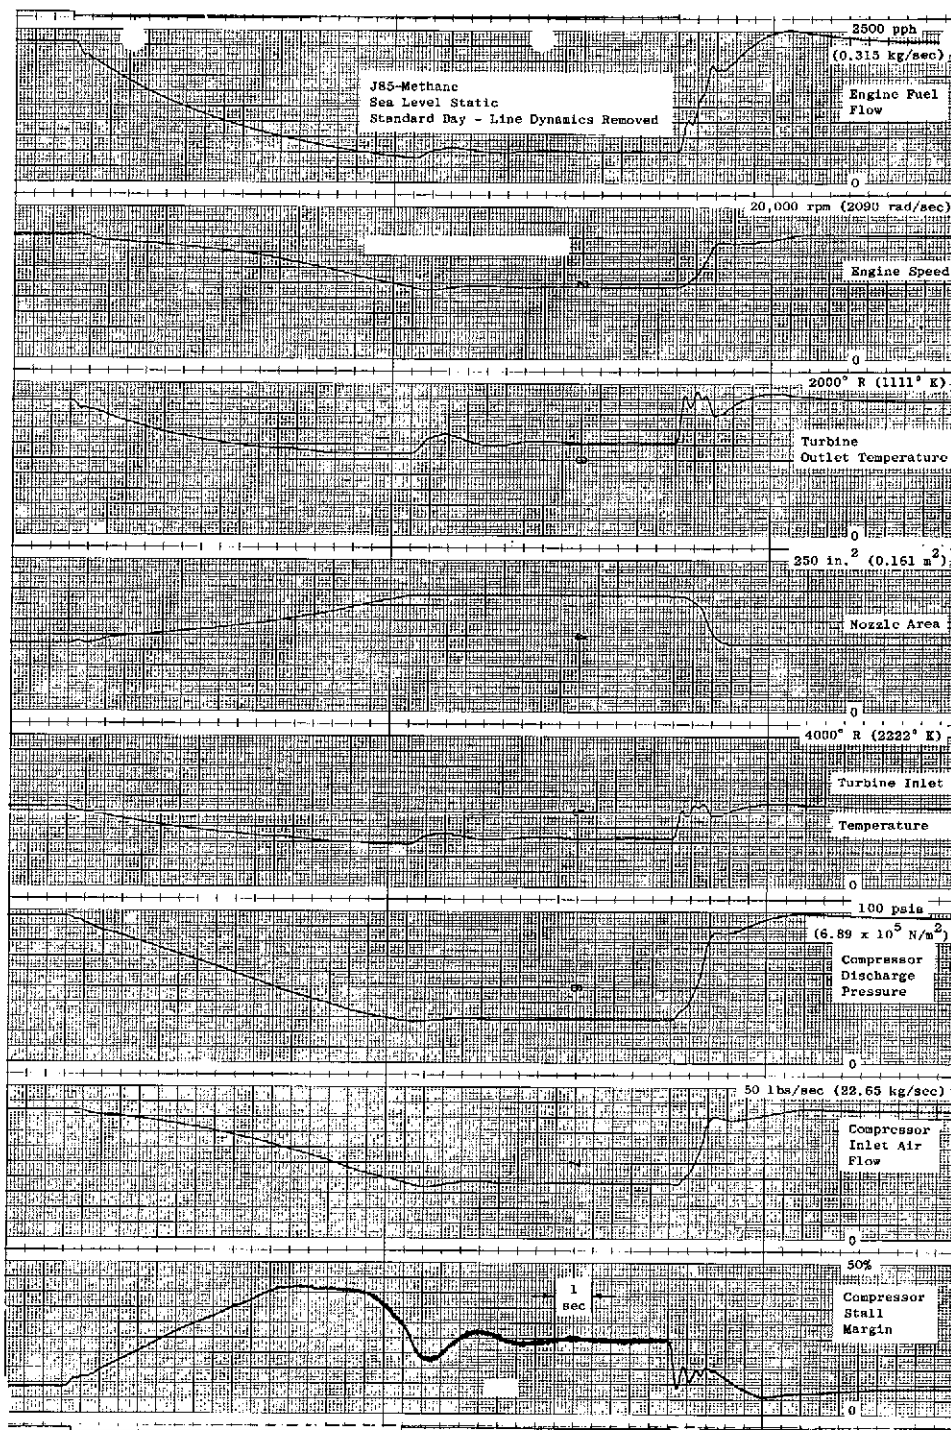 2500 pph
(0.315 kg/sec)
J85-Methane
Sea Level Static
Standard Day - Line Dynamics Removed
Engine Fuel
Flow
0
20,000 rpm (2090 rad/sec)
Engine Speed
0
2000° R (1111° K)
Turbine
Outlet Temperature
0
250 in.² (0.161 m²)
Nozzle Area
0
4000° R (2222° K)
Turbine Inlet
Temperature
0
100 psia
(6.89 x 10⁵ N/m²)
Compressor
Discharge
Pressure
0
50 lbs/sec (22.65 kg/sec)
Compressor
Inlet Air
Flow
0
50%
1
sec
Compressor
Stall
Margin
0